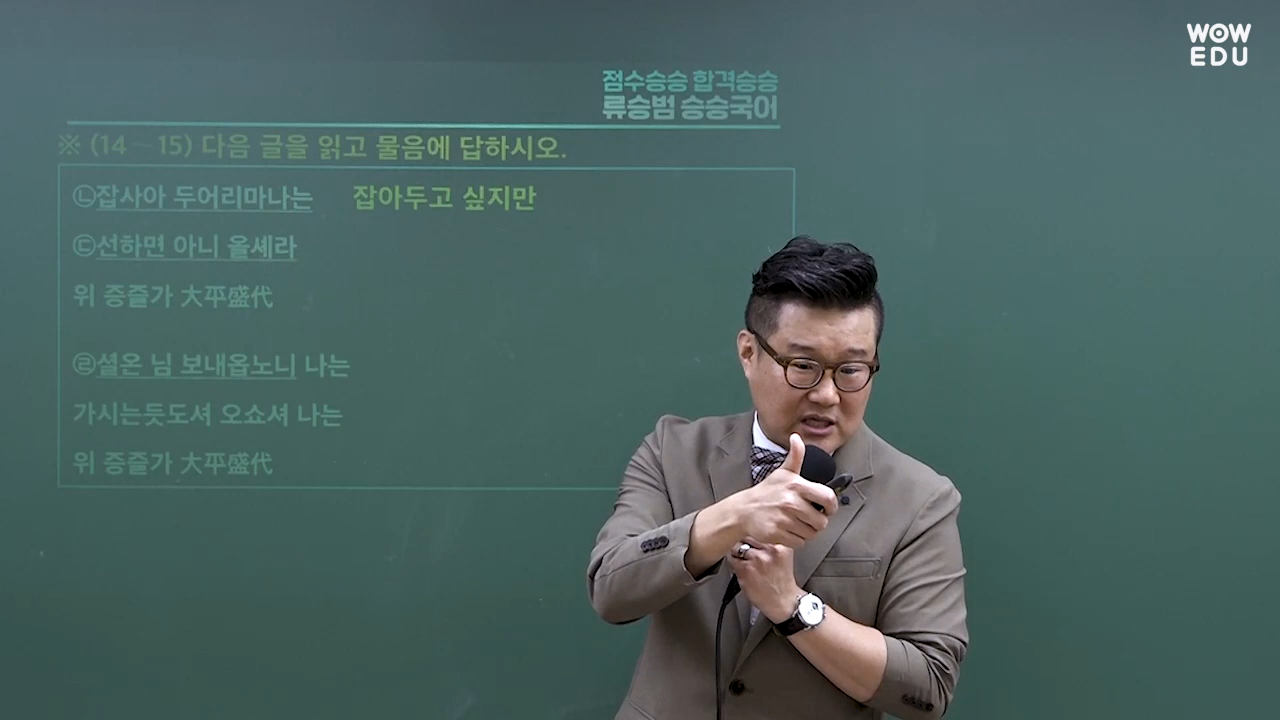 WOW
EDU
점수승승 합격승승
류승범 승승국어
※ (14 ~ 15) 다음 글을 읽고 물음에 답하시오.
㉡잡사아 두어리마나는 잡아두고 싶지만
㉢선하면 아니 올셰라
위 증즐가 大平盛代
㉣셜온 님 보내옵노니 나는
가시는듯도셔 오쇼셔 나는
위 증즐가 大平盛代